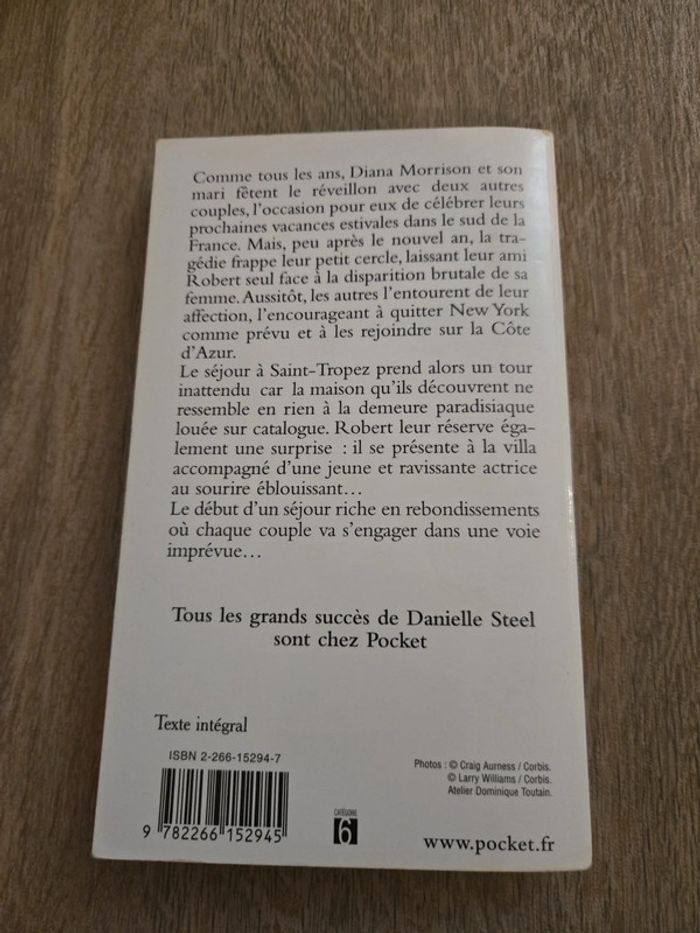 Comme tous les ans, Diana Morrison et son
mari fêtent le réveillon avec deux autres
couples, l'occasion pour eux de célébrer leurs
prochaines vacances estivales dans le sud de la
France. Mais, peu après le nouvel an, la tra-
gédie frappe leur petit cercle, laissant leur ami
Robert seul face à la disparition brutale de sa
femme. Aussitôt, les autres l'entourent de leur
affection, l'encourageant à quitter New York
comme prévu et à les rejoindre sur la Côte
d'Azur.
Le séjour à Saint-Tropez prend alors un tour
inattendu car la maison qu'ils découvrent ne
ressemble en rien à la demeure paradisiaque
louée sur catalogue. Robert leur réserve éga-
lement une surprise : il se présente à la villa
accompagné d'une jeune et ravissante actrice
au sourire éblouissant…
Le début d'un séjour riche en rebondissements
où chaque couple va s'engager dans une voie
imprévue…
Tous les grands succès de Danielle Steel
sont chez Pocket
Texte intégral
ISBN 2-266-15294-7
9 782266 152945
CATÉGORIE
6
Photos : © Craig Aurness / Corbis.
© Larry Williams / Corbis.
Atelier Dominique Toutain.
www.pocket.fr